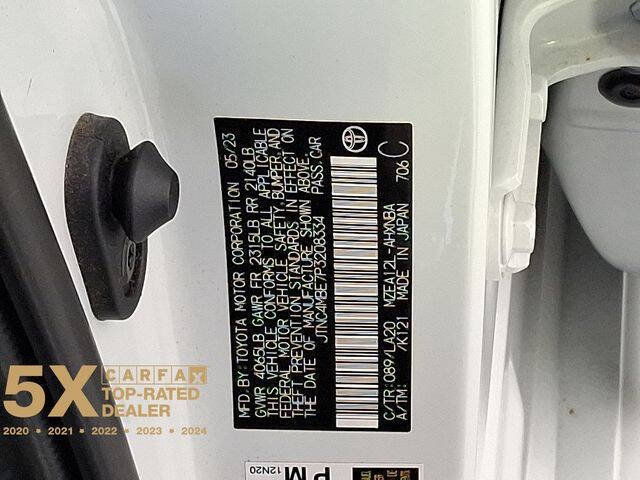 MFD. BY: TOYOTA MOTOR CORPORATION 05/23
GVWR 4065LB GAWR FR 2315LB RR 2140LB
THIS VEHICLE CONFORMS TO ALL APPLICABLE
FEDERAL MOTOR VEHICLE SAFETY, BUMPER, AND
THEFT PREVENTION STANDARDS IN EFFECT ON
THE DATE OF MANUFACTURE SHOWN ABOVE.
JTNC4MBE7P3208334 PASS. CAR
C/TR: 089/LA20 MZEA12L-AHXNBA
A/TM: /K121 MADE IN JAPAN 706 C
5X
CARFAX
TOP-RATED
DEALER
2020 • 2021 • 2022 • 2023 • 2024
PM
12N20